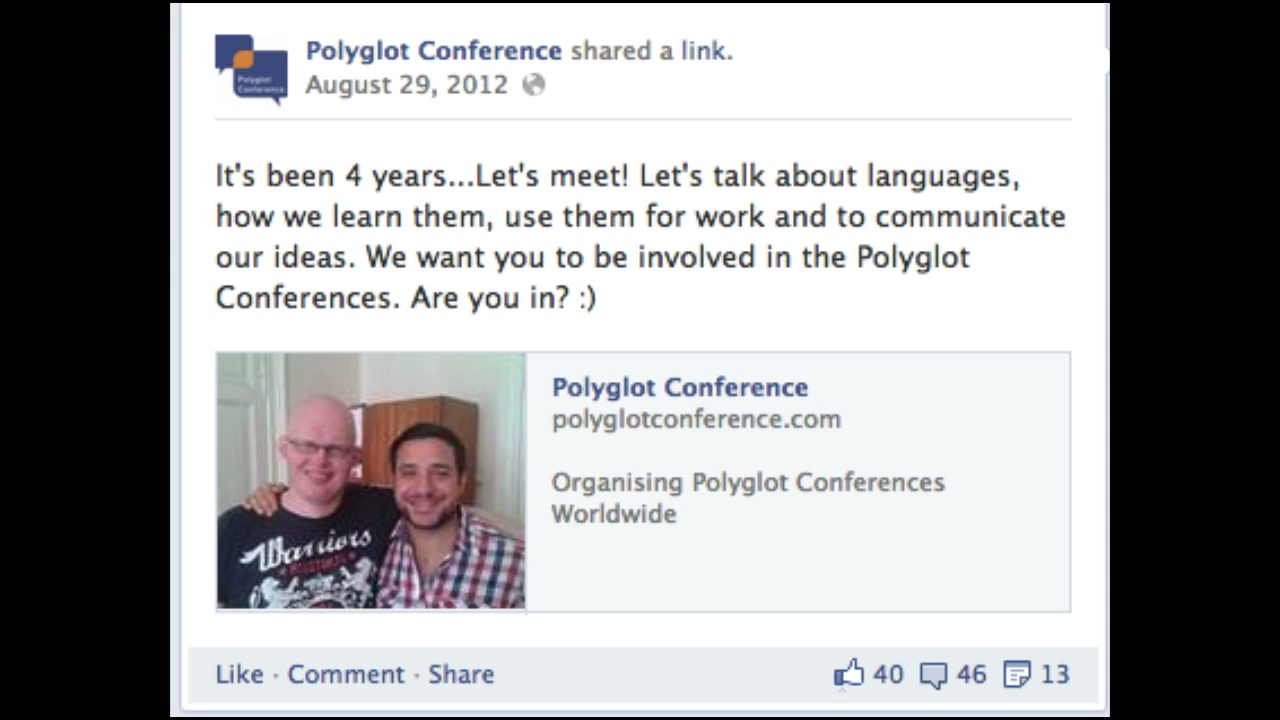 Polyglot Conference shared a link.
Polyglot
Conference
August 29, 2012
It's been 4 years...Let's meet! Let's talk about languages,
how we learn them, use them for work and to communicate
our ideas. We want you to be involved in the Polyglot
Conferences. Are you in? :)
Warriors
Polyglot Conference
polyglotconference.com
Organising Polyglot Conferences
Worldwide
Like · Comment · Share
40 46 13